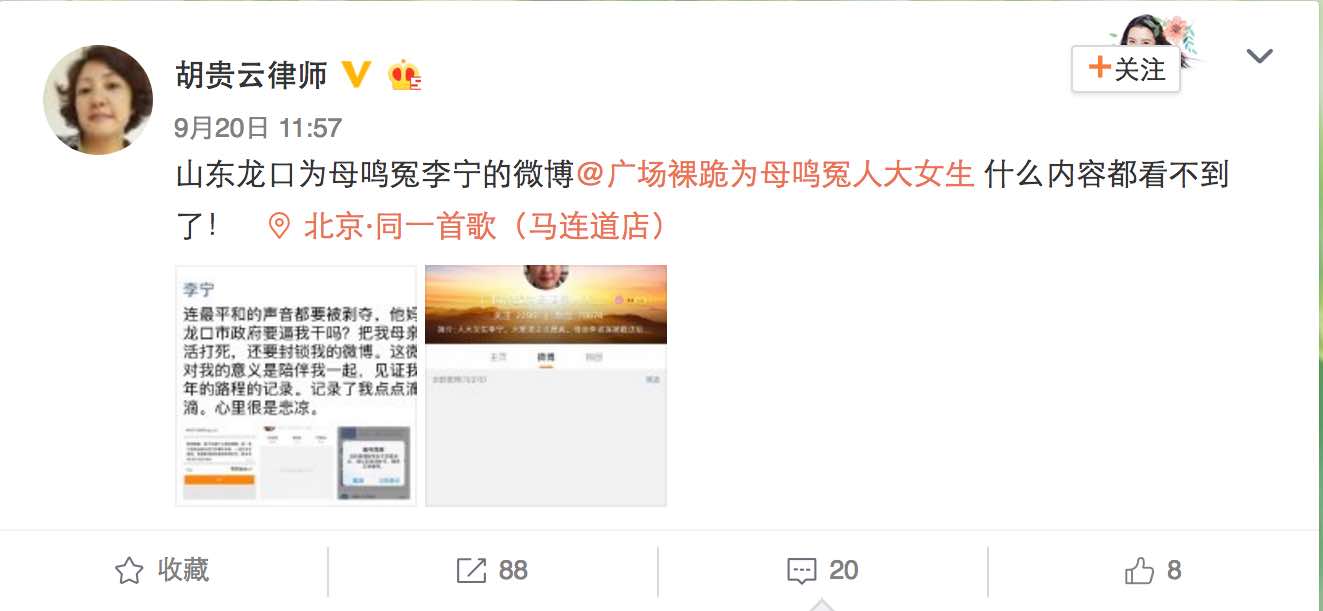 胡贵云律师
+关注
9月20日 11:57
山东龙口为母鸣冤李宁的微博@广场裸跪为母鸣冤人大女生 什么内容都看不到
了! 北京·同一首歌（马连道店）
李宁
连最平和的声音都要被剥夺，他妈
龙口市政府要逼我干吗？把我母亲
活打死，还要封锁我的微博。这微
对我的意义是陪伴我一起，见证我
年的路程的记录。记录了我点点滴
滴。心里很是悲凉。
主页 微博 相册
收藏 88 20 8